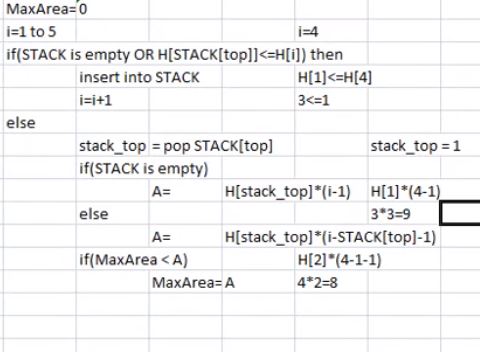 MaxArea=0
i=1 to 5 i=4
if(STACK is empty OR H[STACK[top]]<=H[i]) then
insert into STACK H[1]<=H[4]
i=i+1 3<=1
else
stack_top = pop STACK[top] stack_top = 1
if(STACK is empty)
A= H[stack_top]*(i-1) H[1]*(4-1)
else 3*3=9
A= H[stack_top]*(i-STACK[top]-1)
if(MaxArea < A) H[2]*(4-1-1)
MaxArea= A 4*2=8